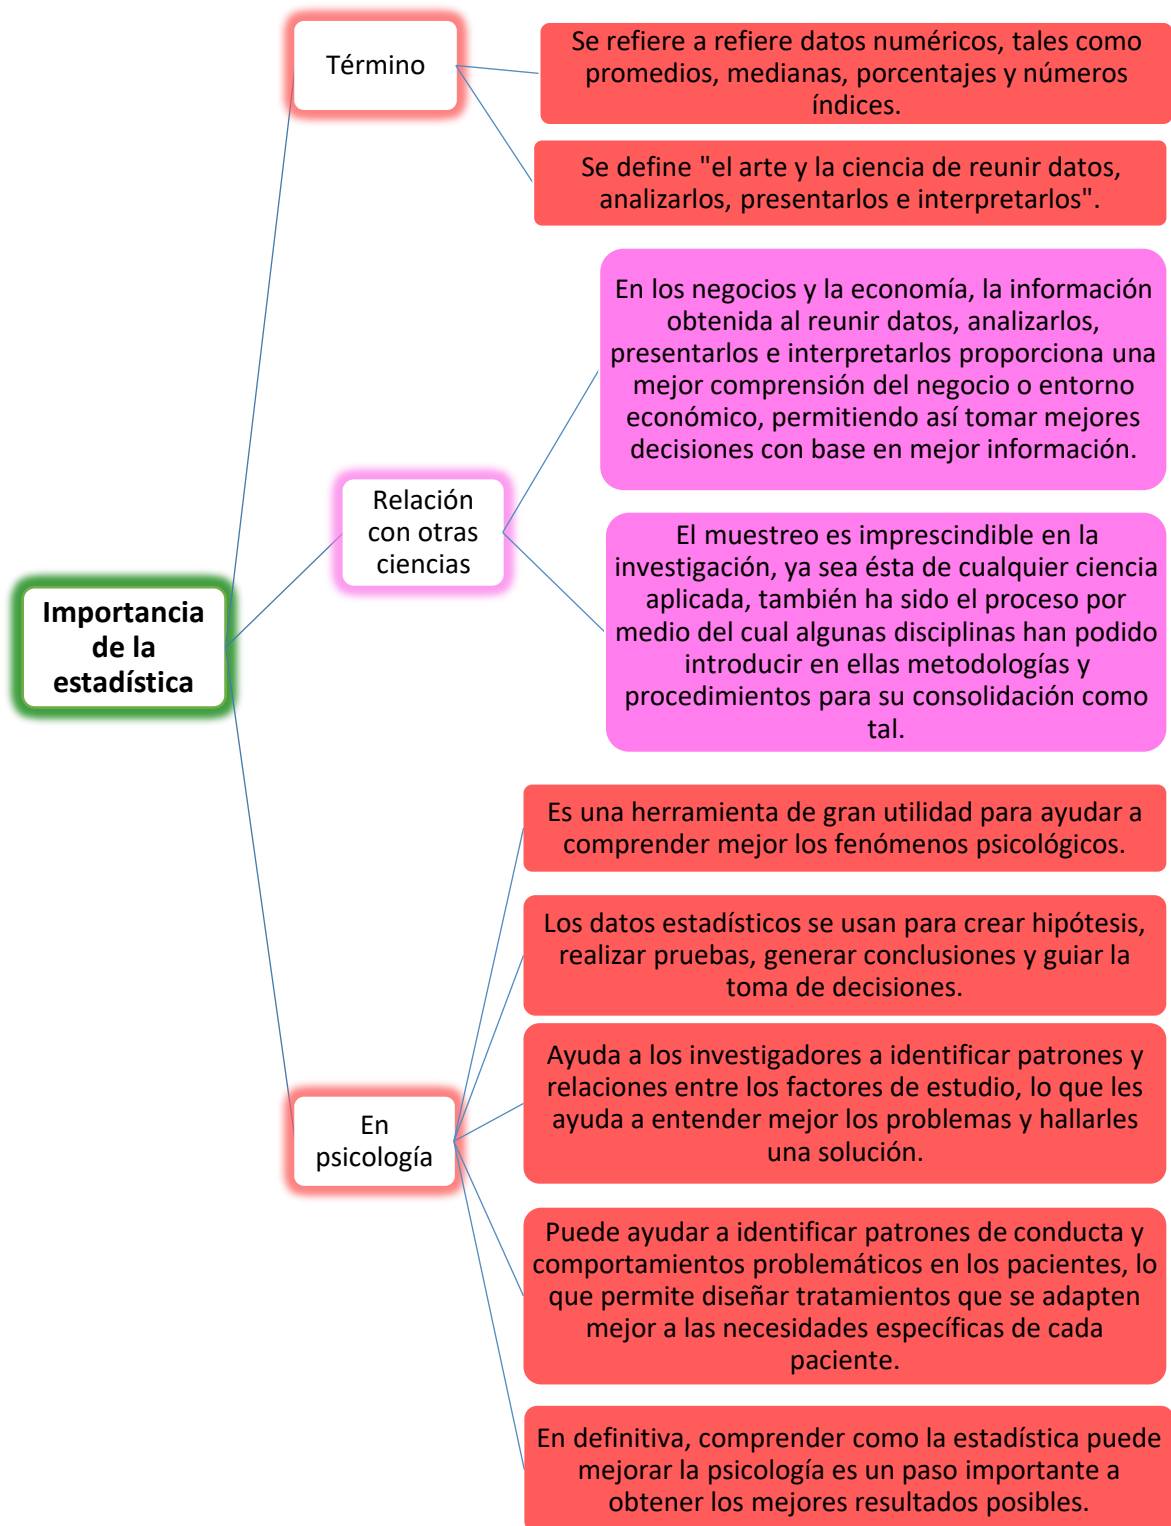 Término
Se refiere a refiere datos numéricos, tales como
promedios, medianas, porcentajes y números
índices.
Se define "el arte y la ciencia de reunir datos,
analizarlos, presentarlos e interpretarlos".
Relación
con otras
ciencias
En los negocios y la economía, la información
obtenida al reunir datos, analizarlos,
presentarlos e interpretarlos proporciona una
mejor comprensión del negocio o entorno
económico, permitiendo así tomar mejores
decisiones con base en mejor información.
El muestreo es imprescindible en la
investigación, ya sea ésta de cualquier ciencia
aplicada, también ha sido el proceso por
medio del cual algunas disciplinas han podido
introducir en ellas metodologías y
procedimientos para su consolidación como
tal.
Importancia
de la
estadística
En
psicología
Es una herramienta de gran utilidad para ayudar a
comprender mejor los fenómenos psicológicos.
Los datos estadísticos se usan para crear hipótesis,
realizar pruebas, generar conclusiones y guiar la
toma de decisiones.
Ayuda a los investigadores a identificar patrones y
relaciones entre los factores de estudio, lo que les
ayuda a entender mejor los problemas y hallarles
una solución.
Puede ayudar a identificar patrones de conducta y
comportamientos problemáticos en los pacientes, lo
que permite diseñar tratamientos que se adapten
mejor a las necesidades específicas de cada
paciente.
En definitiva, comprender como la estadística puede
mejorar la psicología es un paso importante a
obtener los mejores resultados posibles.